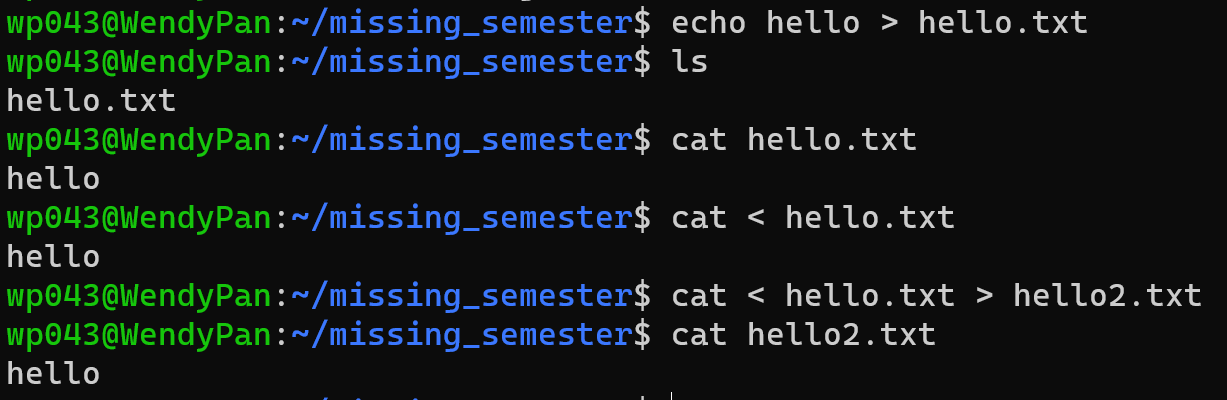 wp043@WendyPan:~/missing_semester$ echo hello > hello.txt
wp043@WendyPan:~/missing_semester$ ls
hello.txt
wp043@WendyPan:~/missing_semester$ cat hello.txt
hello
wp043@WendyPan:~/missing_semester$ cat < hello.txt
hello
wp043@WendyPan:~/missing_semester$ cat < hello.txt > hello2.txt
wp043@WendyPan:~/missing_semester$ cat hello2.txt
hello